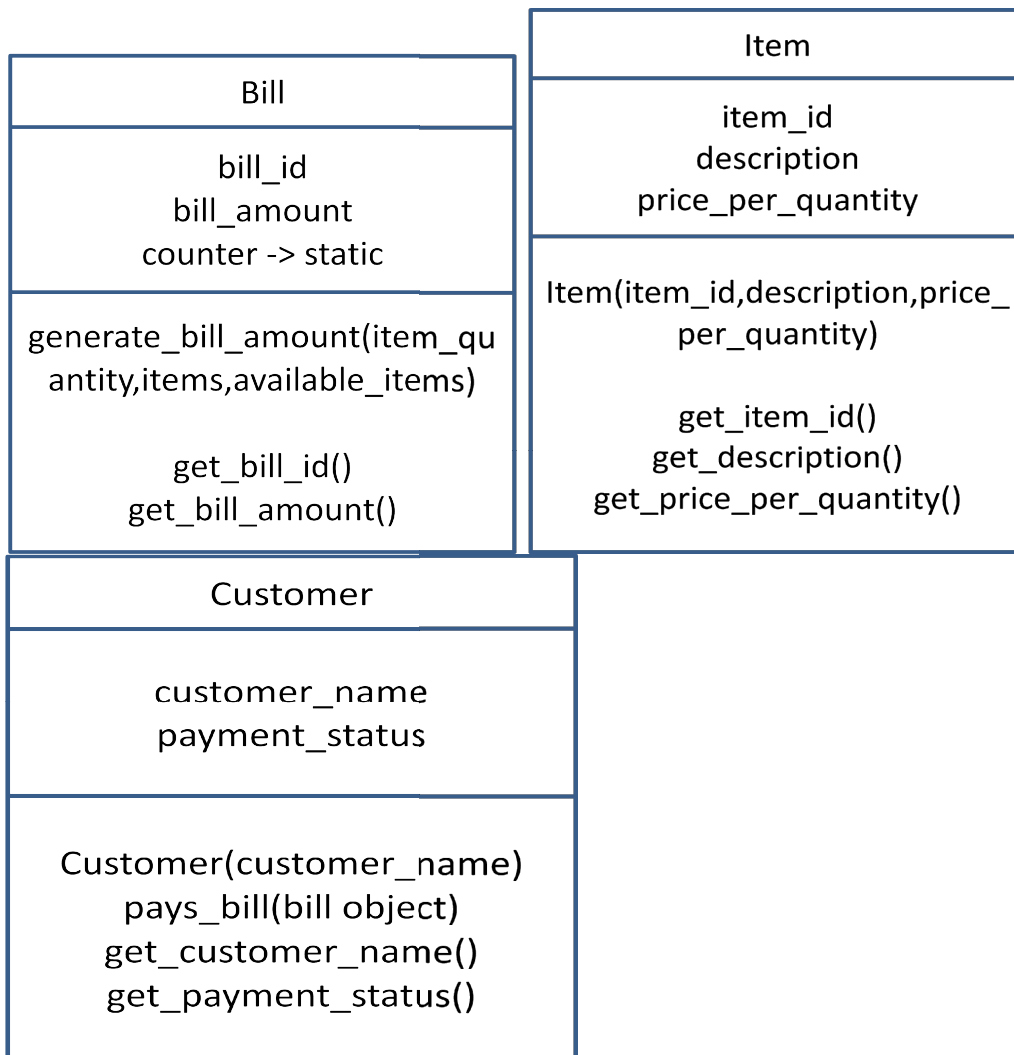 Bill
bill_id
bill_amount
counter -> static
generate_bill_amount(item_qu
antity,items,available_items)
get_bill_id()
get_bill_amount()
Item
item_id
description
price_per_quantity
Item(item_id,description,price_
per_quantity)
get_item_id()
get_description()
get_price_per_quantity()
Customer
customer_name
payment_status
Customer(customer_name)
pays_bill(bill object)
get_customer_name()
get_payment_status()